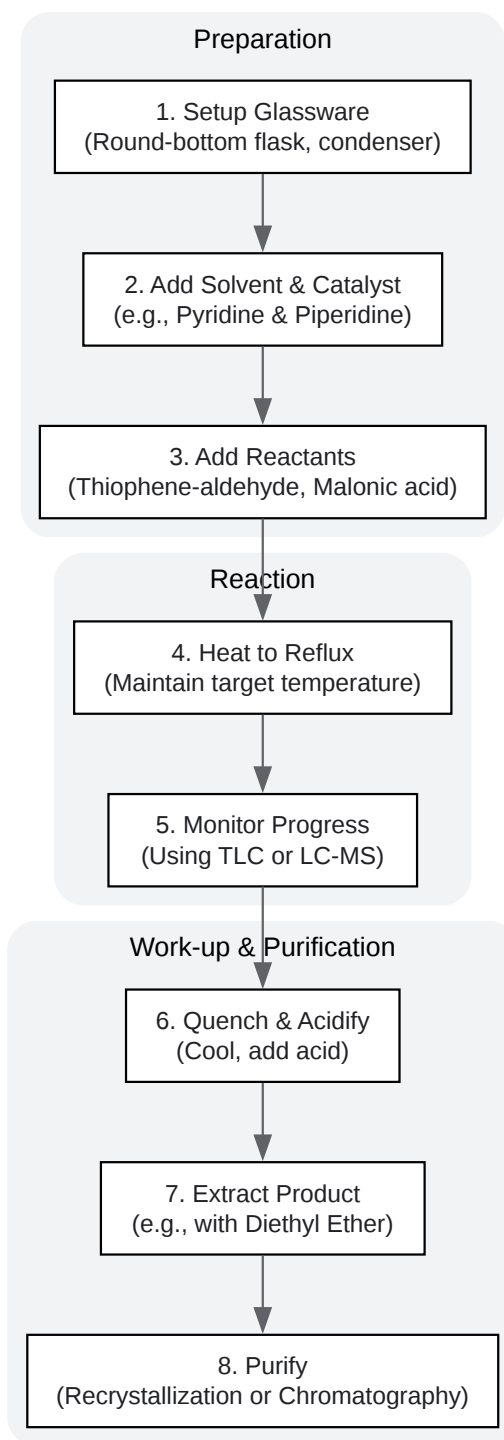 Preparation
1. Setup Glassware
(Round-bottom flask, condenser)
2. Add Solvent & Catalyst
(e.g., Pyridine & Piperidine)
3. Add Reactants
(Thiophene-aldehyde, Malonic acid)
Reaction
4. Heat to Reflux
(Maintain target temperature)
5. Monitor Progress
(Using TLC or LC-MS)
Work-up & Purification
6. Quench & Acidify
(Cool, add acid)
7. Extract Product
(e.g., with Diethyl Ether)
8. Purify
(Recrystallization or Chromatography)